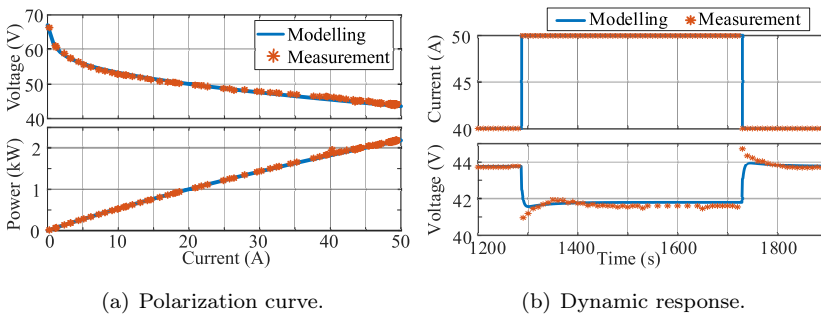 Modelling
Measurement
Voltage (V)
70
60
50
40
Power (kW)
2
1
0
0
10
20
30
40
50
Current (A)
(a) Polarization curve.
Modelling
Measurement
Current (A)
50
45
40
Voltage (V)
44
42
40
1200
1400
1600
1800
Time (s)
(b) Dynamic response.